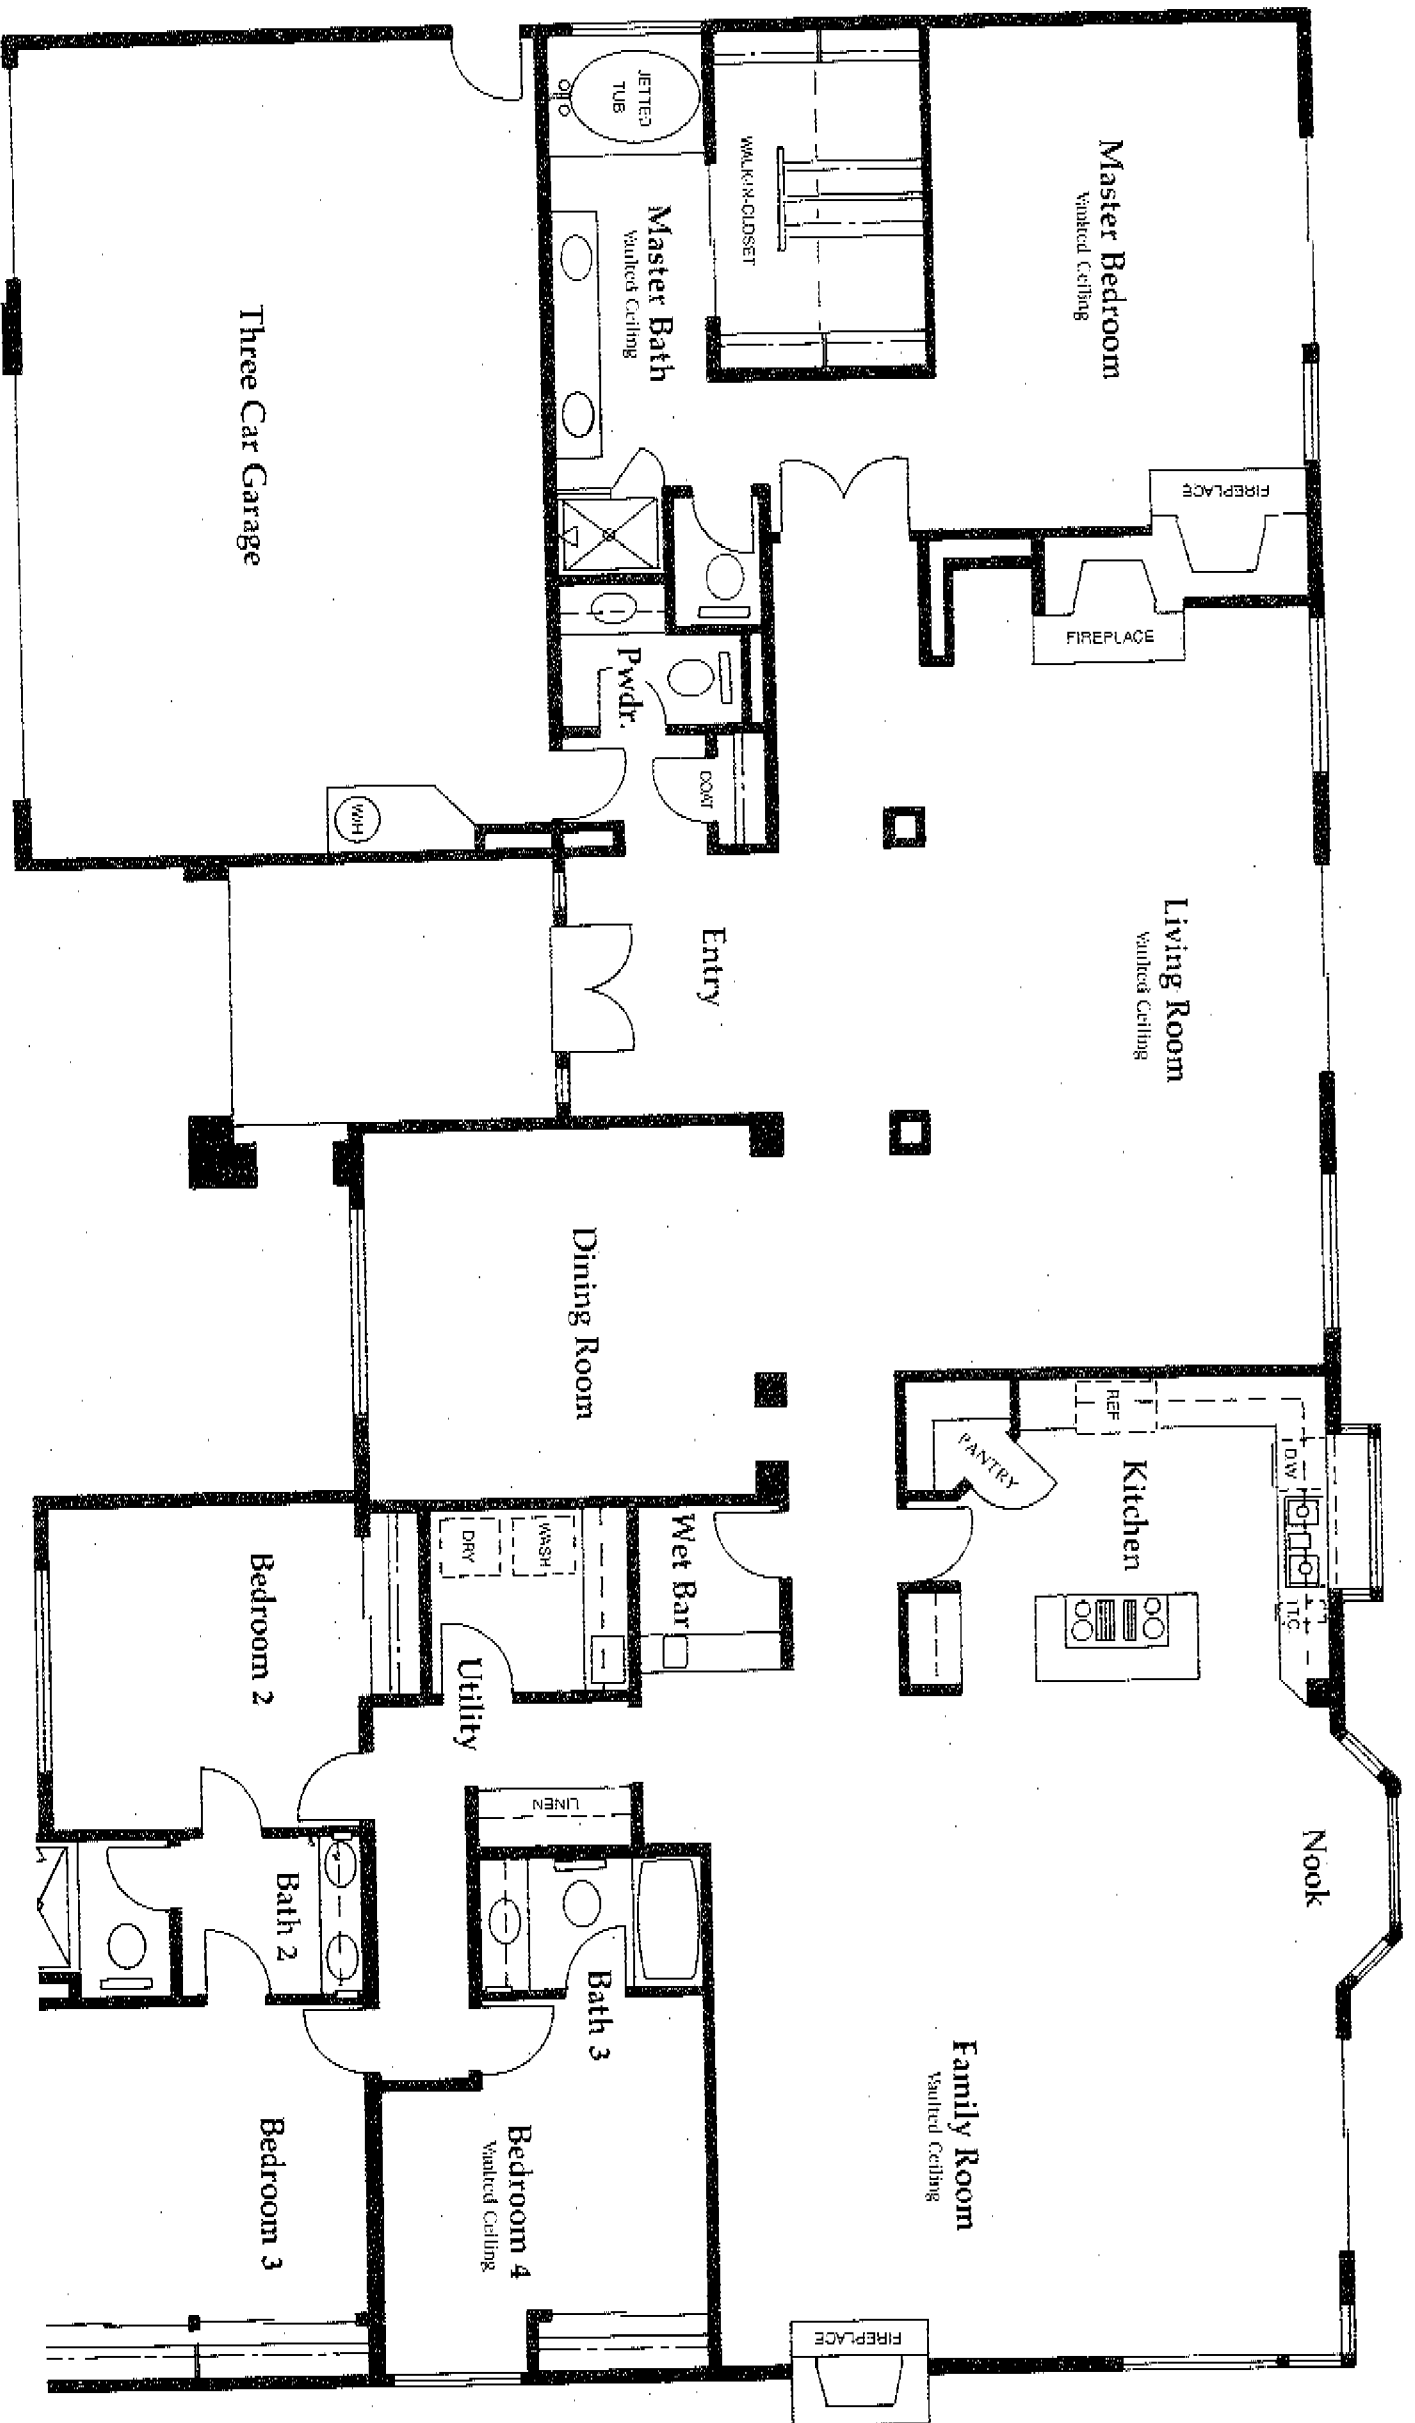 Master Bedroom
Vaulted Ceiling
FIREPLACE
FIREPLACE
WALK-IN-CLOSET
JETTED
TUB
Master Bath
Vaulted Ceiling
Pwdr.
COAT
Three Car Garage
WH
Entry
Living Room
Vaulted Ceiling
Dining Room
Kitchen
REF
PANTRY
DW
TC
Nook
Wet Bar
WASH
DRY
Utility
LINEN
Bedroom 2
Bath 2
Bath 3
Bedroom 3
Bedroom 4
Vaulted Ceiling
Family Room
Vaulted Ceiling
FIREPLACE